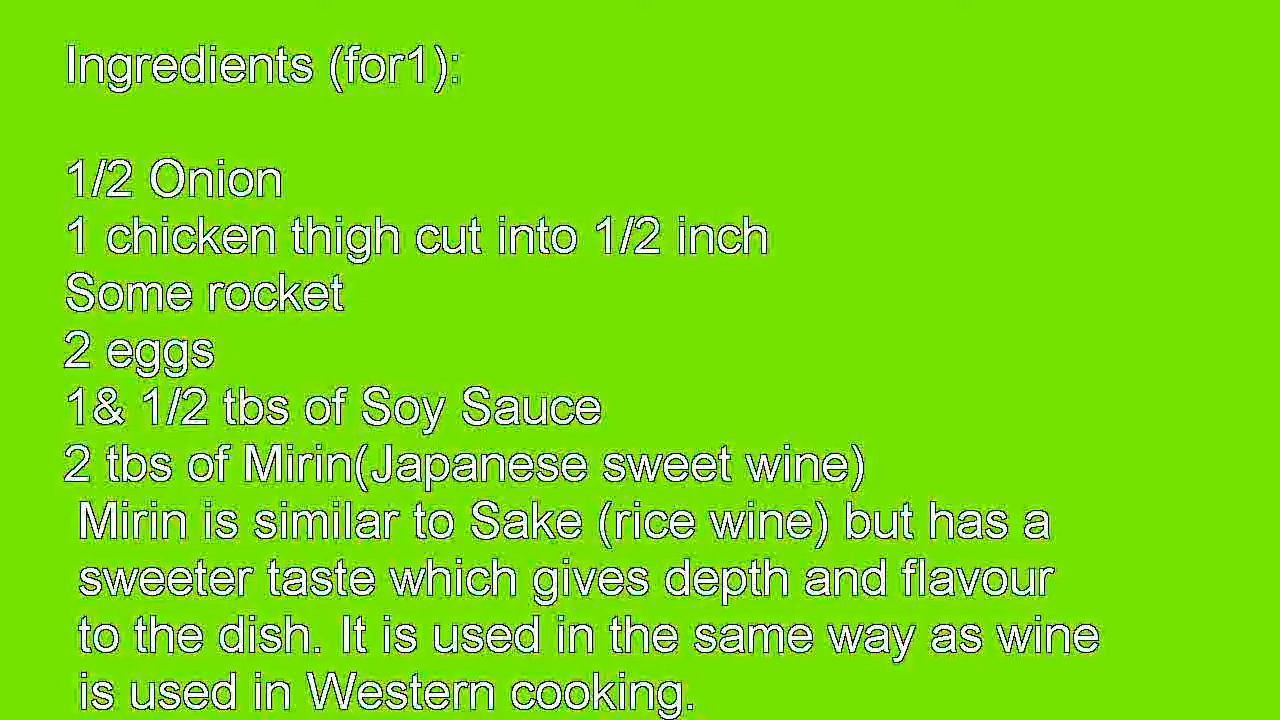 Ingredients (for1):
1/2 Onion
1 chicken thigh cut into 1/2 inch
Some rocket
2 eggs
1& 1/2 tbs of Soy Sauce
2 tbs of Mirin(Japanese sweet wine)
Mirin is similar to Sake (rice wine) but has a
sweeter taste which gives depth and flavour
to the dish. It is used in the same way as wine
is used in Western cooking.